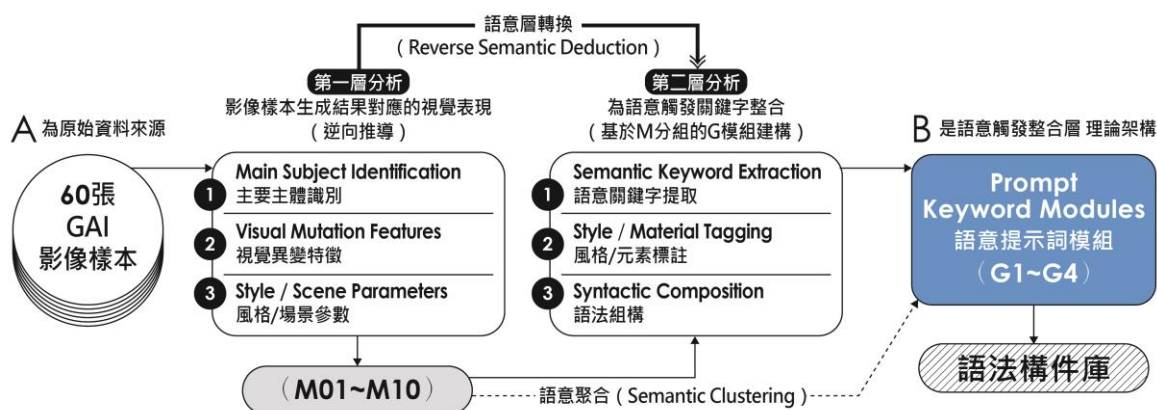 語意層轉換
（Reverse Semantic Deduction）
第一層分析
影像樣本生成結果對應的視覺表現
（逆向推導）
第二層分析
為語意觸發關鍵字整合
（基於M分組的G模組建構）
A 為原始資料來源
60張
GAI
影像樣本
1 Main Subject Identification
主要主體識別
2 Visual Mutation Features
視覺異變特徵
3 Style / Scene Parameters
風格/場景參數
（M01~M10）
1 Semantic Keyword Extraction
語意關鍵字提取
2 Style / Material Tagging
風格/元素標註
3 Syntactic Composition
語法組構
語意聚合（Semantic Clustering）
B 是語意觸發整合層 理論架構
Prompt
Keyword Modules
語意提示詞模組
（G1~G4）
語法構件庫